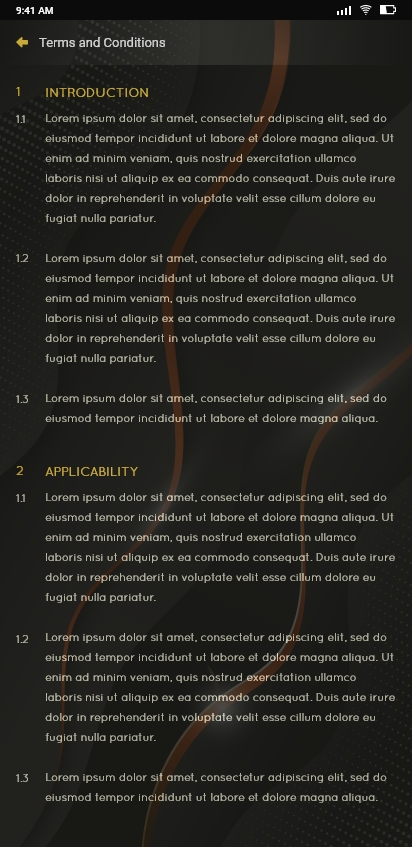 9:41 AM
Terms and Conditions
1 INTRODUCTION
1.1 Lorem ipsum dolor sit amet, consectetur adipiscing elit, sed do
eiusmod tempor incididunt ut labore et dolore magna aliqua. Ut
enim ad minim veniam, quis nostrud exercitation ullamco
laboris nisi ut aliquip ex ea commodo consequat. Duis aute irure
dolor in reprehenderit in voluptate velit esse cillum dolore eu
fugiat nulla pariatur.
1.2 Lorem ipsum dolor sit amet, consectetur adipiscing elit, sed do
eiusmod tempor incididunt ut labore et dolore magna aliqua. Ut
enim ad minim veniam, quis nostrud exercitation ullamco
laboris nisi ut aliquip ex ea commodo consequat. Duis aute irure
dolor in reprehenderit in voluptate velit esse cillum dolore eu
fugiat nulla pariatur.
1.3 Lorem ipsum dolor sit amet, consectetur adipiscing elit, sed do
eiusmod tempor incididunt ut labore et dolore magna aliqua.
2 APPLICABILITY
1.1 Lorem ipsum dolor sit amet, consectetur adipiscing elit, sed do
eiusmod tempor incididunt ut labore et dolore magna aliqua. Ut
enim ad minim veniam, quis nostrud exercitation ullamco
laboris nisi ut aliquip ex ea commodo consequat. Duis aute irure
dolor in reprehenderit in voluptate velit esse cillum dolore eu
fugiat nulla pariatur.
1.2 Lorem ipsum dolor sit amet, consectetur adipiscing elit, sed do
eiusmod tempor incididunt ut labore et dolore magna aliqua. Ut
enim ad minim veniam, quis nostrud exercitation ullamco
laboris nisi ut aliquip ex ea commodo consequat. Duis aute irure
dolor in reprehenderit in voluptate velit esse cillum dolore eu
fugiat nulla pariatur.
1.3 Lorem ipsum dolor sit amet, consectetur adipiscing elit, sed do
eiusmod tempor incididunt ut labore et dolore magna aliqua.